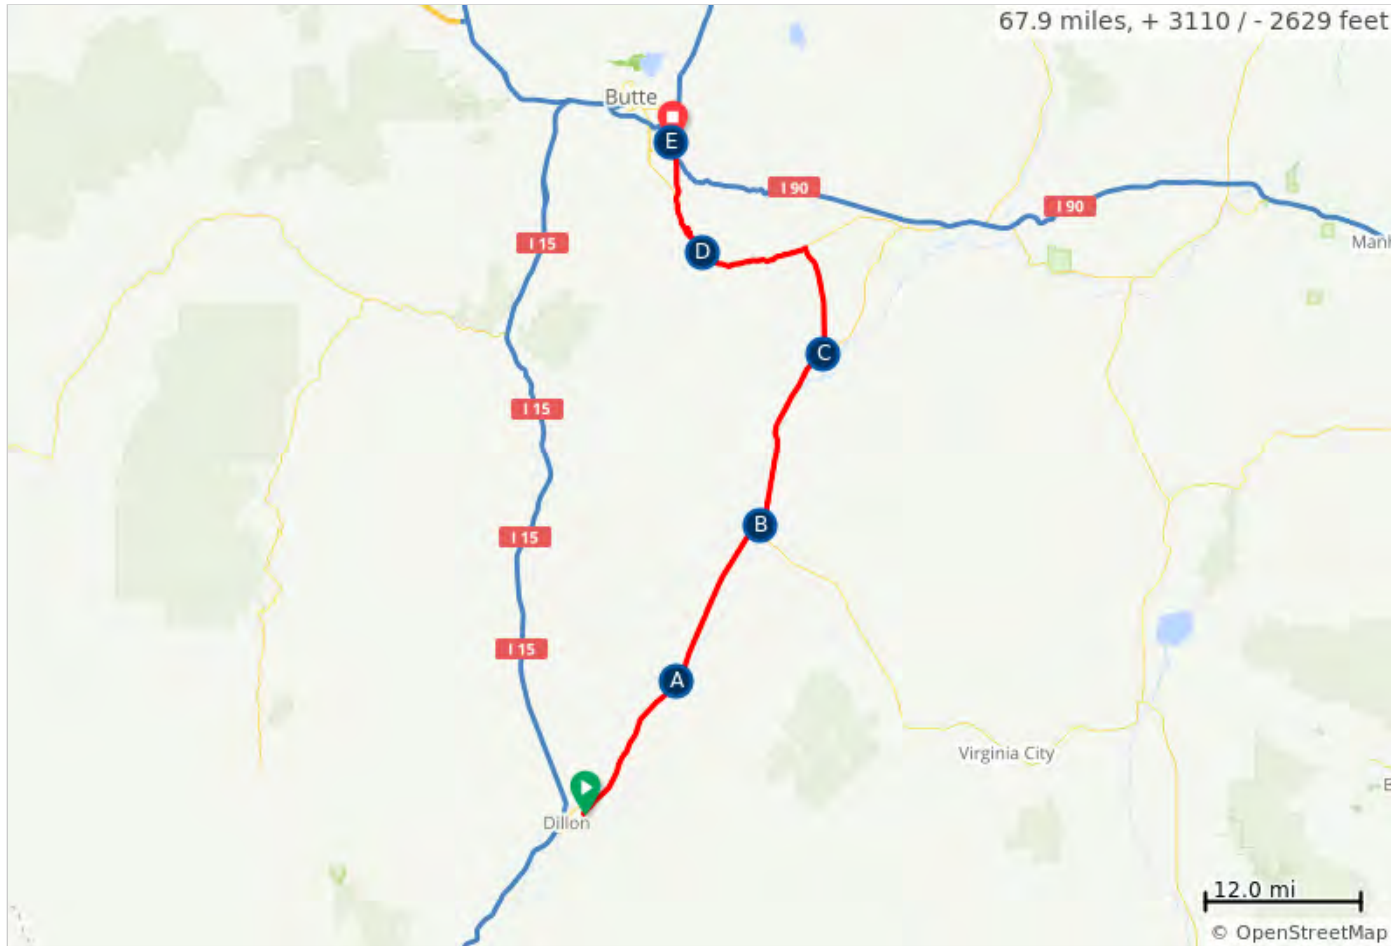 67.9 miles, + 3110 / - 2629 feet
Butte
E
I 90
I 90
D
I 15
Manh
C
I 15
B
I 15
I 15
A
Virginia City
Dillon
E
12.0 mi
© OpenStreetMap